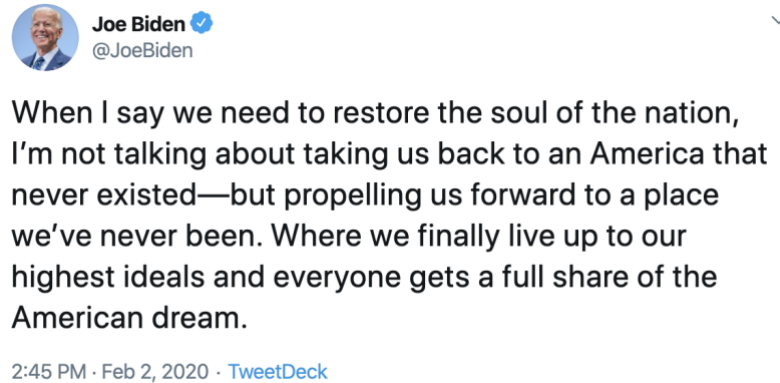 Joe Biden
@JoeBiden
When I say we need to restore the soul of the nation,
I'm not talking about taking us back to an America that
never existed—but propelling us forward to a place
we've never been. Where we finally live up to our
highest ideals and everyone gets a full share of the
American dream.
2:45 PM · Feb 2, 2020 · TweetDeck